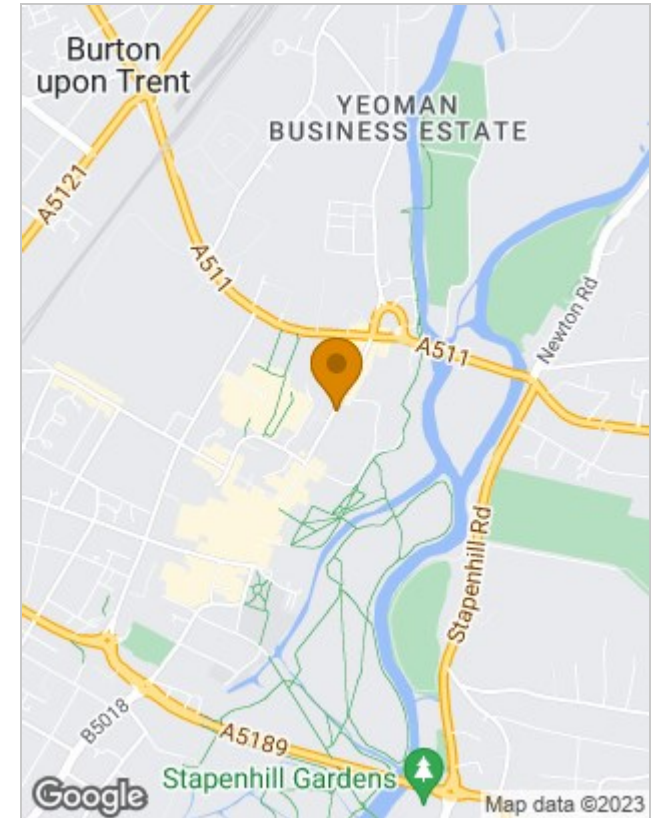 Burton
upon Trent
YEOMAN
BUSINESS ESTATE
A5121
A511
Newton Rd
A511
Stapenhill Rd
B5018
A5189
Stapenhill Gardens
Google
Map data ©2023